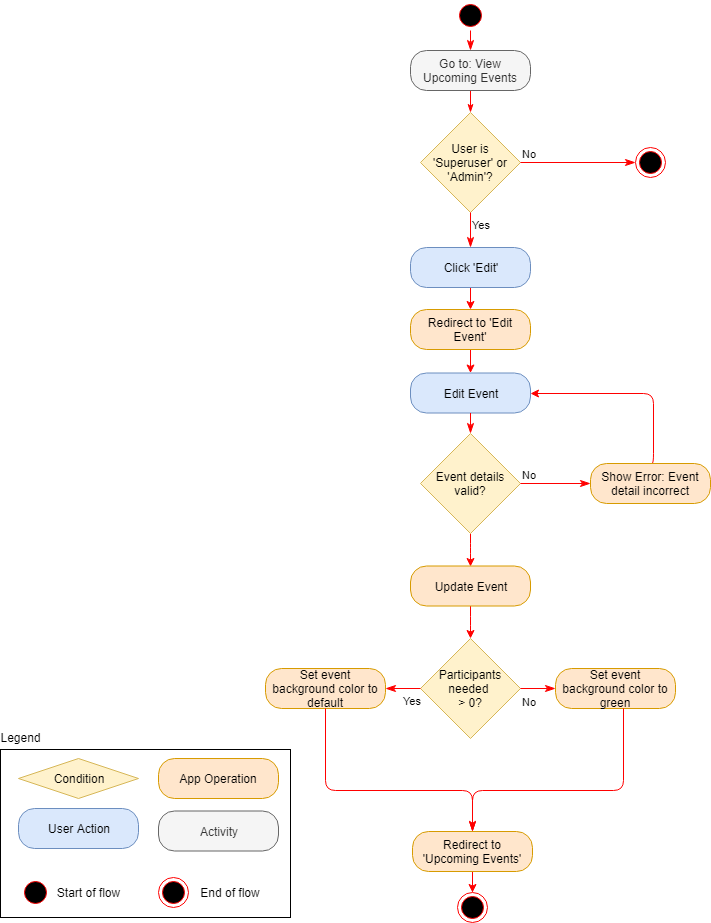 Go to: View
Upcoming Events
User is
'Superuser' or
'Admin'?
No
Yes
Click 'Edit'
Redirect to 'Edit
Event'
Edit Event
Event details
valid?
No
Show Error: Event
detail incorrect
Update Event
Participants
needed
> 0?
Yes
No
Set event
background color to
default
Set event
background color to
green
Redirect to
'Upcoming Events'
Legend
Condition
App Operation
User Action
Activity
Start of flow
End of flow